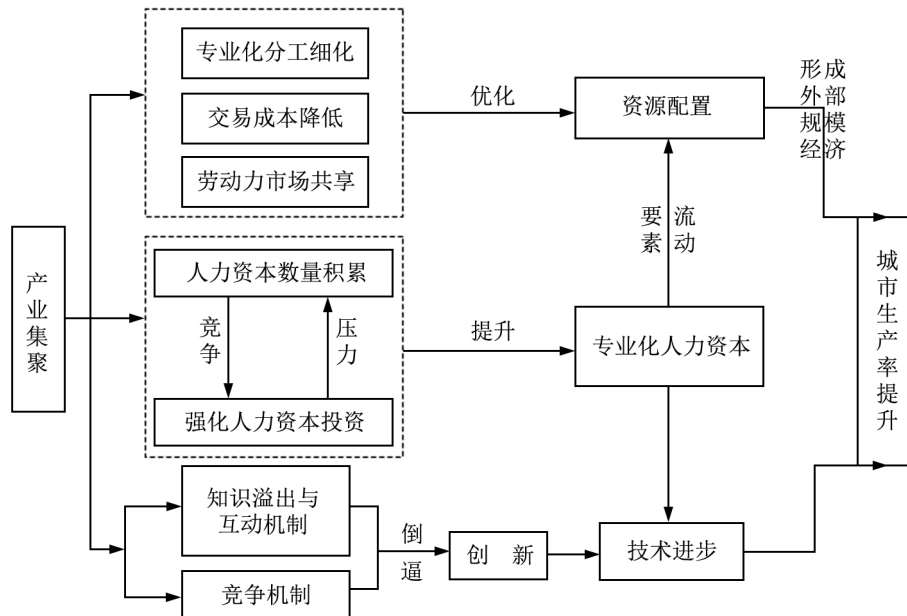 产业集聚
专业化分工细化
交易成本降低
劳动力市场共享
优化
资源配置
形成
外部
规模
经济
人力资本数量积累
竞争
压力
强化人力资本投资
提升
专业化人力资本
要素
流动
知识溢出与
互动机制
竞争机制
倒逼
创 新
技术进步
城市生产率提升